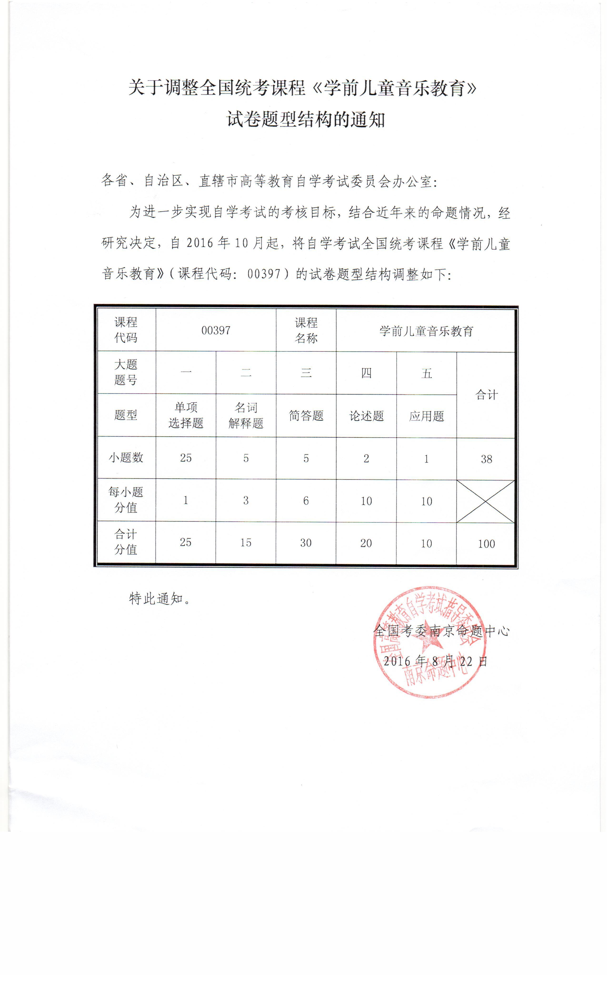 关于调整全国统考课程《学前儿童音乐教育》
试卷题型结构的通知
各省、自治区、直辖市高等教育自学考试委员会办公室：
为进一步实现自学考试的考核目标，结合近年来的命题情况，经
研究决定，自 2016 年 10 月起，将自学考试全国统考课程《学前儿童
音乐教育》（课程代码：00397）的试卷题型结构调整如下：
课程代码 00397 课程名称 学前儿童音乐教育
大题题号 一 二 三 四 五 合计
题型 单项选择题 名词解释题 简答题 论述题 应用题
小题数 25 5 5 2 1 38
每小题分值 1 3 6 10 10
合计分值 25 15 30 20 10 100
特此通知。
全国考委南京命题中心
2016 年 8 月 22 日
全国高等教育自学考试指导委员会
南京命题中心